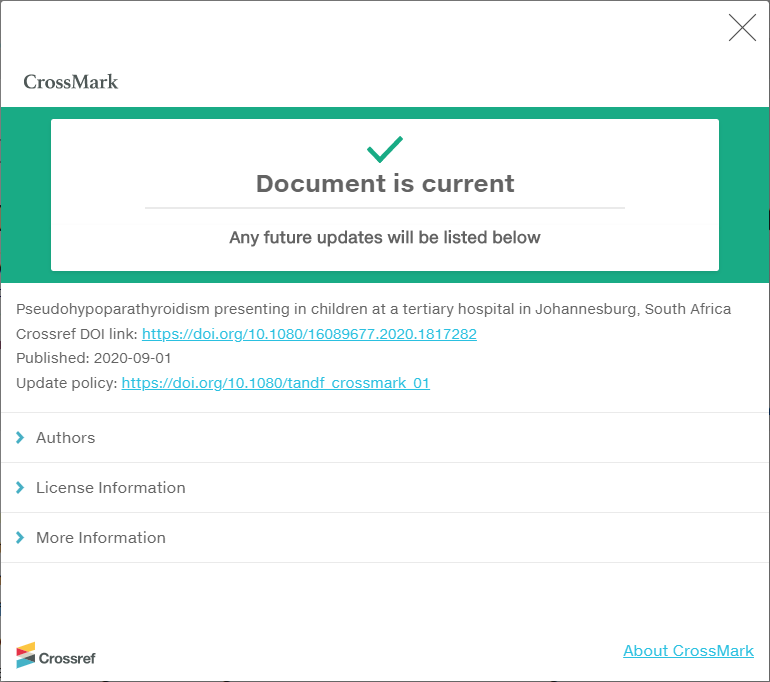 CrossMark
Document is current
Any future updates will be listed below
Pseudohypoparathyroidism presenting in children at a tertiary hospital in Johannesburg, South Africa
Crossref DOI link: https://doi.org/10.1080/16089677.2020.1817282
Published: 2020-09-01
Update policy: https://doi.org/10.1080/tandf_crossmark_01
Authors
License Information
More Information
Crossref
About CrossMark